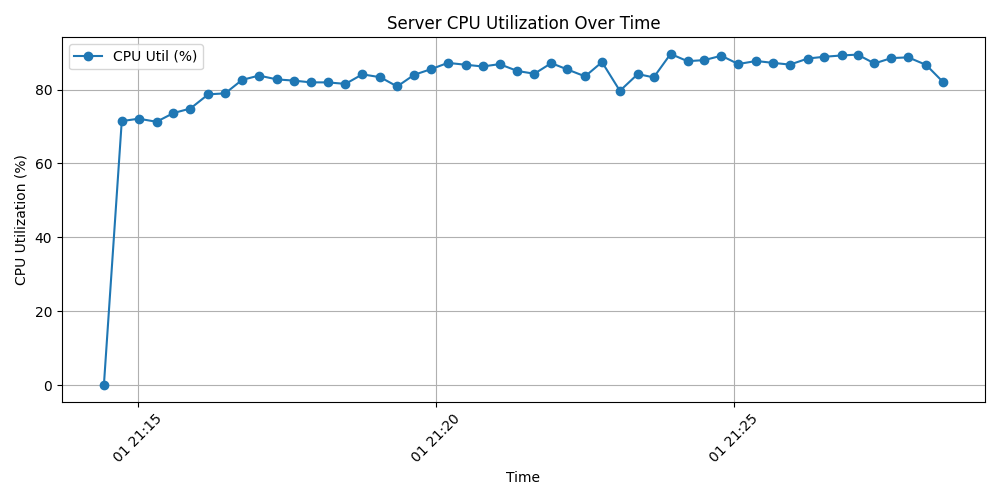 Server CPU Utilization Over Time
CPU Util (%)
CPU Utilization (%)
80
60
40
20
0
01 21:15
01 21:20
01 21:25
Time